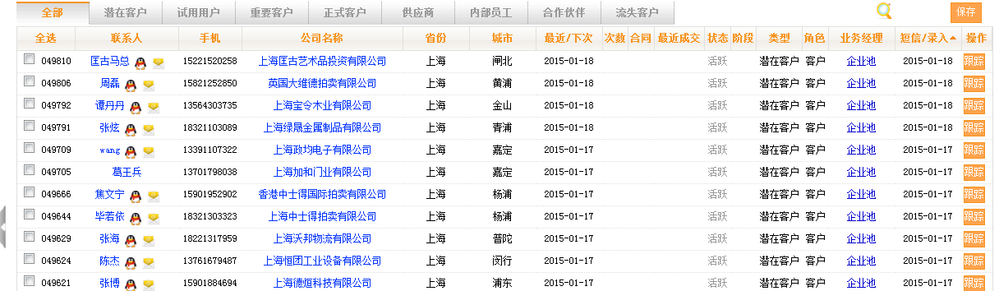 全部 潜在客户 试用用户 重要客户 正式客户 供应商 内部员工 合作伙伴 流失客户 保存
全选 联系人 手机 公司名称 省份 城市 最近/下次 次数 合同 最近成交 状态 阶段 类型 角色 业务经理 短信/录入 操作
049810 匡古马总 15221520258 上海匡古艺术品投资有限公司 上海 闸北 2015-01-18 活跃 潜在客户 客户 企业池 2015-01-18 跟踪
049806 周磊 15821252850 英国大维德拍卖有限公司 上海 黄浦 2015-01-18 活跃 潜在客户 客户 企业池 2015-01-18 跟踪
049792 谭丹丹 13564303735 上海宝令木业有限公司 上海 金山 2015-01-18 活跃 潜在客户 客户 企业池 2015-01-18 跟踪
049791 张炫 18321103089 上海绿晟金属制品有限公司 上海 青浦 2015-01-18 活跃 潜在客户 客户 企业池 2015-01-18 跟踪
049709 wang 13391107322 上海政均电子有限公司 上海 嘉定 2015-01-17 活跃 潜在客户 客户 企业池 2015-01-17 跟踪
049705 葛王兵 13701798038 上海加和门业有限公司 上海 嘉定 2015-01-17 活跃 潜在客户 客户 企业池 2015-01-17 跟踪
049666 焦文宁 15901952902 香港中士得国际拍卖有限公司 上海 杨浦 2015-01-17 活跃 潜在客户 客户 企业池 2015-01-17 跟踪
049644 毕若依 18321303323 上海中士得拍卖有限公司 上海 杨浦 2015-01-17 活跃 潜在客户 客户 企业池 2015-01-17 跟踪
049629 张海 18221317959 上海沃邦物流有限公司 上海 普陀 2015-01-17 活跃 潜在客户 客户 企业池 2015-01-17 跟踪
049624 陈杰 13761679487 上海恒团工业设备有限公司 上海 闵行 2015-01-17 活跃 潜在客户 客户 企业池 2015-01-17 跟踪
049621 张博 15901884694 上海德烜科技有限公司 上海 浦东 2015-01-17 活跃 潜在客户 客户 企业池 2015-01-17 跟踪